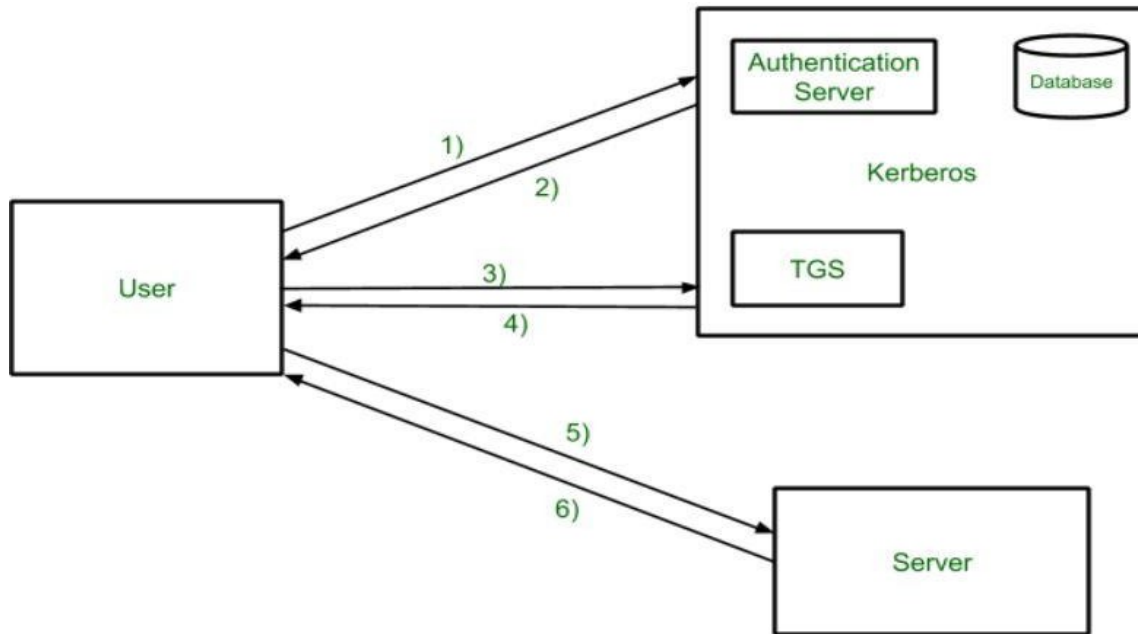 Authentication
Server
Database
1)
Kerberos
2)
User
3)
TGS
4)
5)
6)
Server